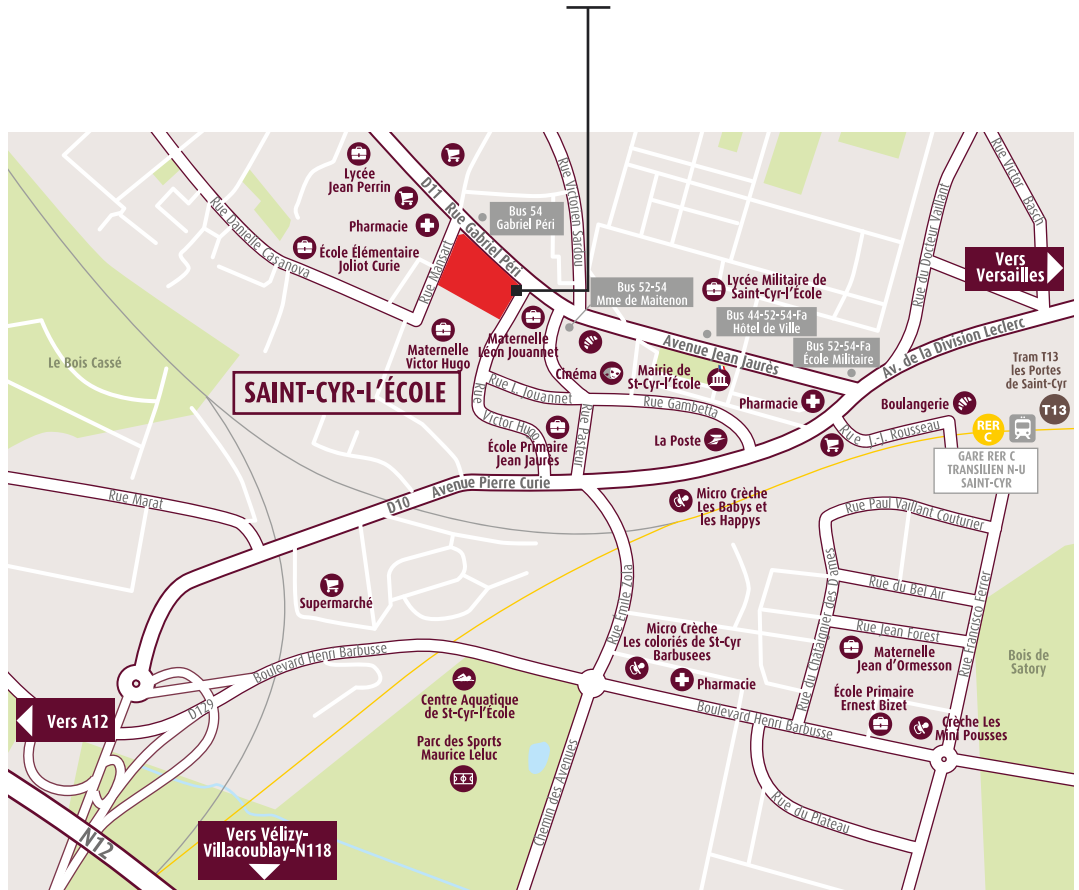 Lycée
Jean Perrin
D11
Rue Gabriel Péri
Rue Victorien Sardou
Rue du Docteur Vaillant
Rue Victor Basch
Pharmacie
Bus 54
Gabriel Péri
Rue Danielle Casanova
École Élémentaire
Joliot Curie
Rue Mansart
Vers
Versailles
Bus 52-54
Mme de Maitenon
Lycée Militaire de
Saint-Cyr-l'École
Bus 44-52-54-Fa
Hôtel de Ville
Maternelle
Léon Jouannet
Maternelle
Victor Hugo
Avenue Jean Jaurès
Bus 52-54-Fa
École Militaire
Av. de la Division Leclerc
Le Bois Cassé
Cinéma
Mairie de
St-Cyr-l'École
Tram T13
les Portes
de Saint-Cyr
T13
SAINT-CYR-L'ÉCOLE
Rue L. Jouannet
Rue Gambetta
Pharmacie
Boulangerie
Rue Victor Hugo
Rue Pasteur
École Primaire
Jean Jaurès
La Poste
Rue J.-J. Rousseau
RER
C
GARE RER C
TRANSILIEN N-U
SAINT-CYR
D10
Avenue Pierre Curie
Rue Marat
Micro Crèche
Les Babys et
les Happys
Rue Paul Vaillant Couturier
Rue du Bel Air
Rue Jean Forest
Rue du Châtaignier des Dames
Rue Francisco Ferrer
Supermarché
Rue Émile Zola
Micro Crèche
Les coloriés de St-Cyr
Barbusees
Pharmacie
Maternelle
Jean d'Ormesson
Bois de
Satory
Boulevard Henri Barbusse
D129
Vers A12
Centre Aquatique
de St-Cyr-l'École
Parc des Sports
Maurice Leluc
Boulevard Henri Barbusse
École Primaire
Ernest Bizet
Crèche Les
Mini Pousses
Chemin des Avenues
Rue du Plateau
N12
Vers Vélizy-
Villacoublay-N118